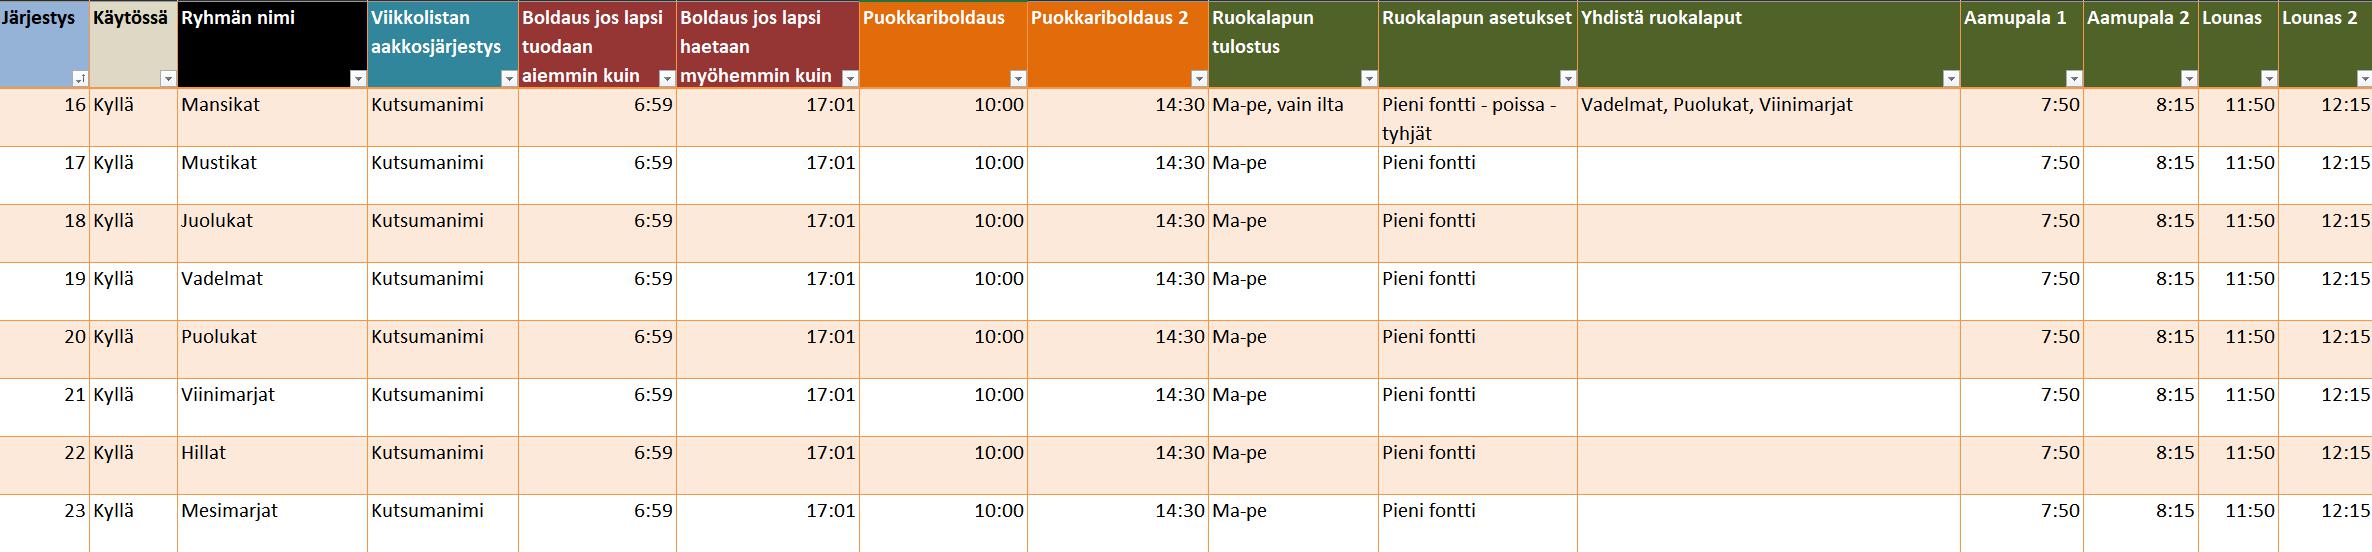 Järjestys Käytössä Ryhmän nimi Viikkolistan aakkosjärjestys Boldaus jos lapsi tuodaan aiemmin kuin Boldaus jos lapsi haetaan myöhemmin kuin Puokkariboldaus Puokkariboldaus 2 Ruokalapun tulostus Ruokalapun asetukset Yhdistä ruokalaput Aamupala 1 Aamupala 2 Lounas Lounas 2
16 Kyllä Mansikat Kutsumanimi 6:59 17:01 10:00 14:30 Ma-pe, vain ilta Pieni fontti - poissa - tyhjät Vadelmat, Puolukat, Viinimarjat 7:50 8:15 11:50 12:15
17 Kyllä Mustikat Kutsumanimi 6:59 17:01 10:00 14:30 Ma-pe Pieni fontti 7:50 8:15 11:50 12:15
18 Kyllä Juolukat Kutsumanimi 6:59 17:01 10:00 14:30 Ma-pe Pieni fontti 7:50 8:15 11:50 12:15
19 Kyllä Vadelmat Kutsumanimi 6:59 17:01 10:00 14:30 Ma-pe Pieni fontti 7:50 8:15 11:50 12:15
20 Kyllä Puolukat Kutsumanimi 6:59 17:01 10:00 14:30 Ma-pe Pieni fontti 7:50 8:15 11:50 12:15
21 Kyllä Viinimarjat Kutsumanimi 6:59 17:01 10:00 14:30 Ma-pe Pieni fontti 7:50 8:15 11:50 12:15
22 Kyllä Hillat Kutsumanimi 6:59 17:01 10:00 14:30 Ma-pe Pieni fontti 7:50 8:15 11:50 12:15
23 Kyllä Mesimarjat Kutsumanimi 6:59 17:01 10:00 14:30 Ma-pe Pieni fontti 7:50 8:15 11:50 12:15